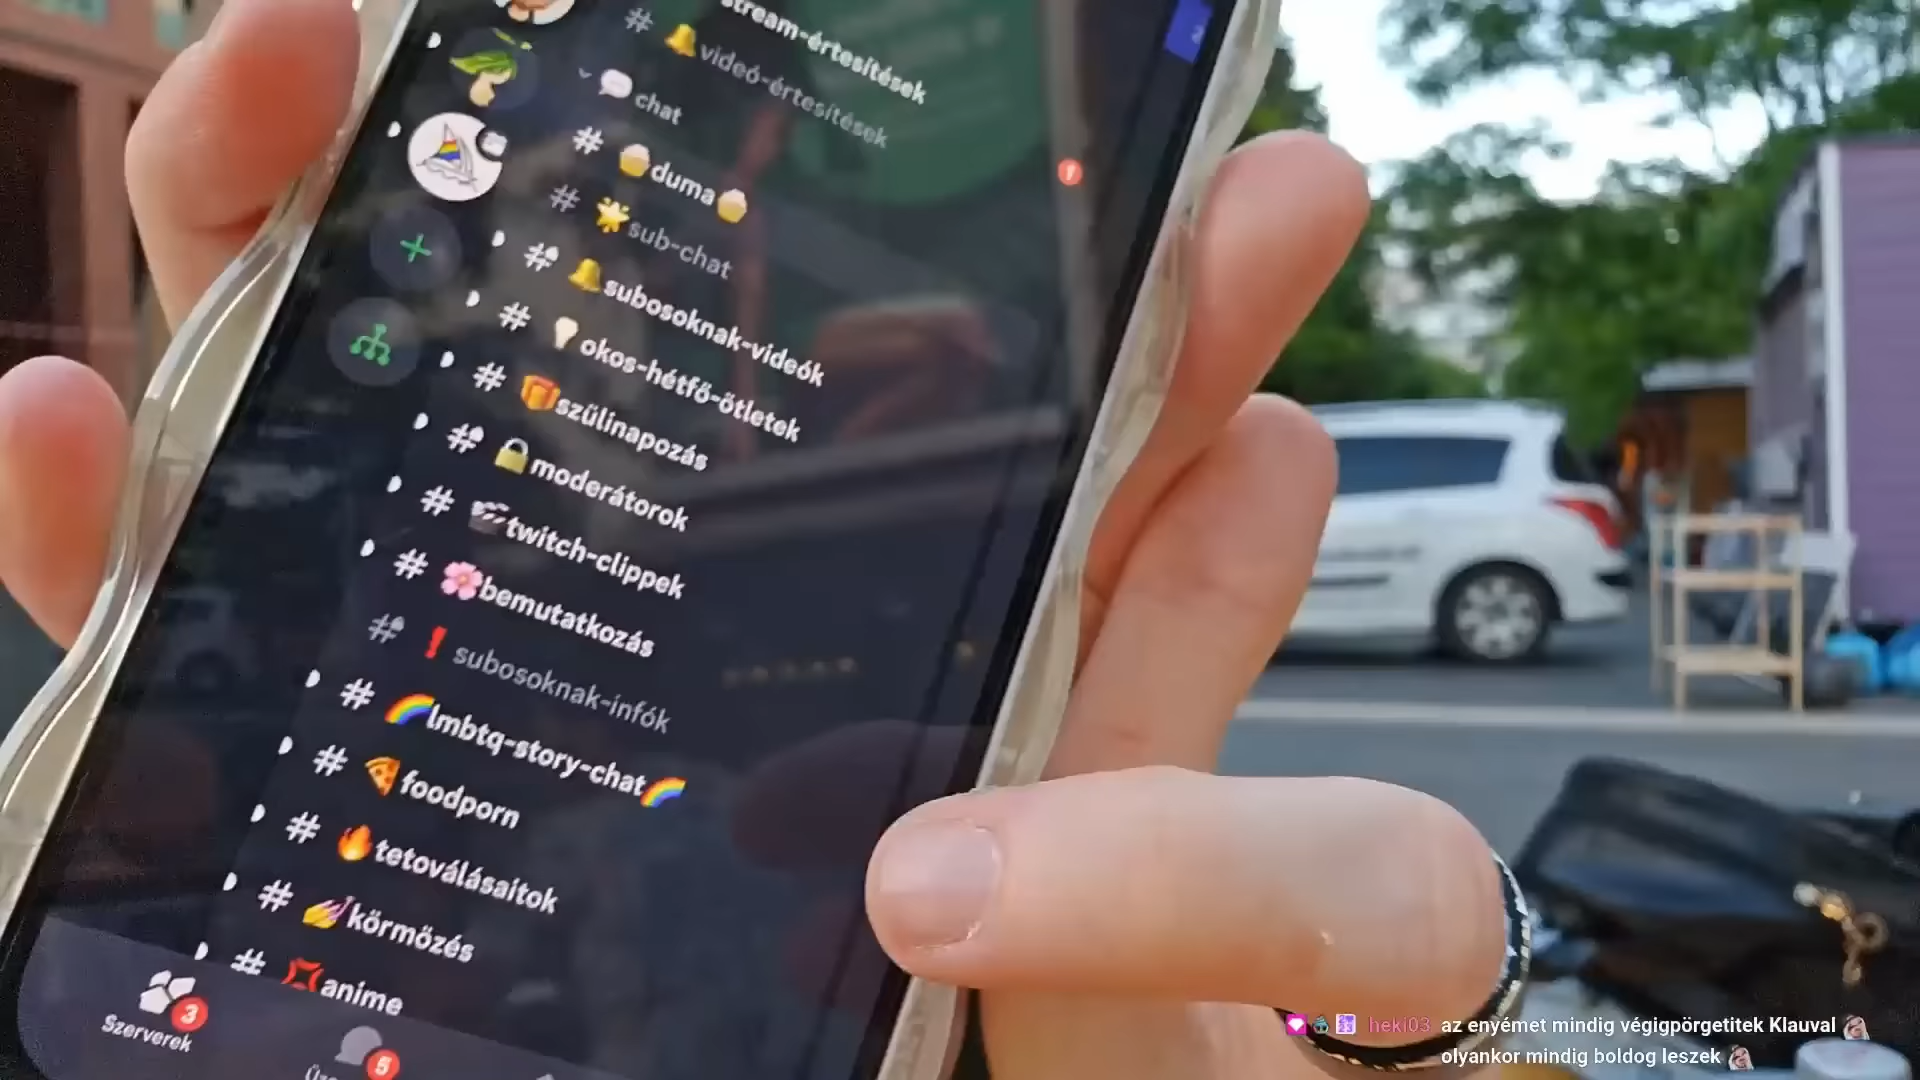 # 🔔stream-értesítések
# 🔔videó-értesítések
💬 chat
# 🧁duma🧁
# 🌟sub-chat
# 🔔subosoknak-videók
# 💡okos-hétfő-ötletek
# 🎁szülinapozás
# 🔒moderátorok
# 🎬twitch-clippek
# 🌸bemutatkozás
# ❗subosoknak-infók
# 🌈lmbtq-story-chat🌈
# 🍕foodporn
# 🔥tetoválásaitok
# 💅körmözés
# 💢anime
3
Szerverek
5
heki03 az enyémet mindig végigpörgetitek Klauval
olyankor mindig boldog leszek